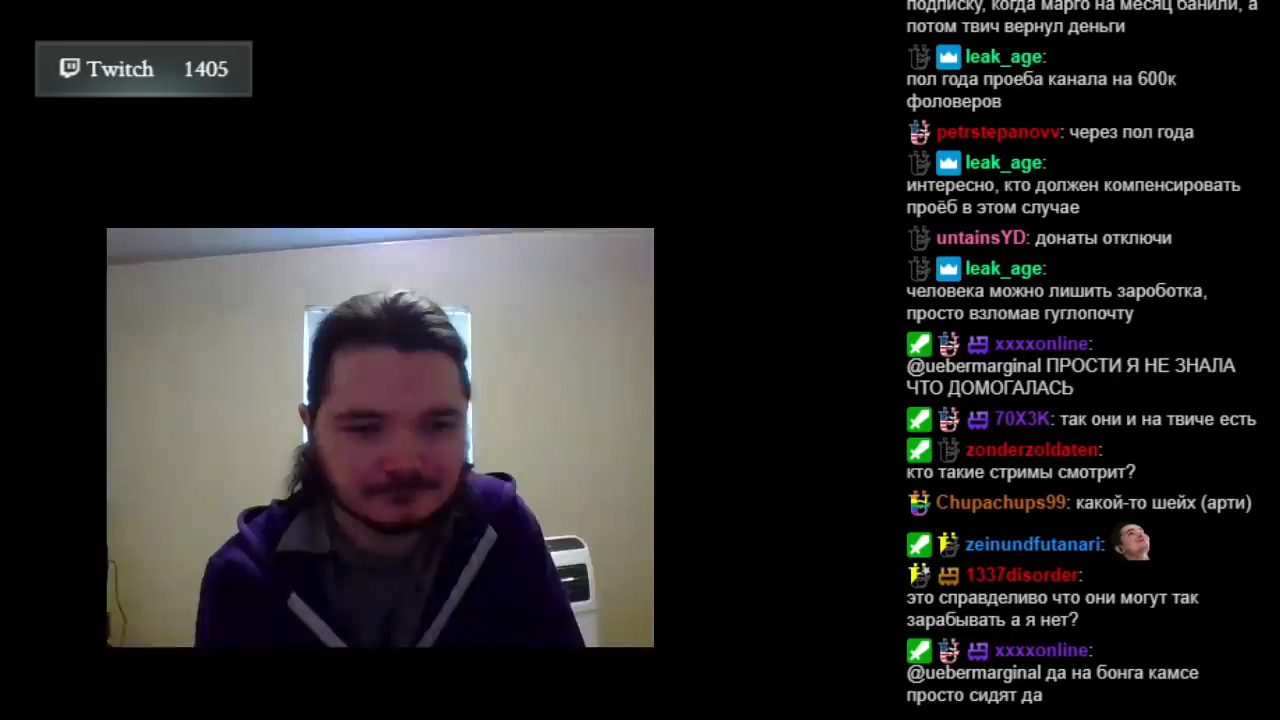 Twitch 1405
подписку, когда марго на месяц банили, а
потом твич вернул деньги
leak_age:
пол года проеба канала на 600к
фоловеров
petrstepanovv: через пол года
leak_age:
интересно, кто должен компенсировать
проёб в этом случае
untainsYD: донаты отключи
leak_age:
человека можно лишить зароботка,
просто взломав гуглопочту
xxxxonline:
@uebermarginal ПРОСТИ Я НЕ ЗНАЛА
ЧТО ДОМОГАЛАСЬ
70X3K: так они и на твиче есть
zonderzoldaten:
кто такие стримы смотрит?
Chupachups99: какой-то шейх (арти)
zeinundfutanari:
1337disorder:
это справделиво что они могут так
зарабывать а я нет?
xxxxonline:
@uebermarginal да на бонга камсе
просто сидят да